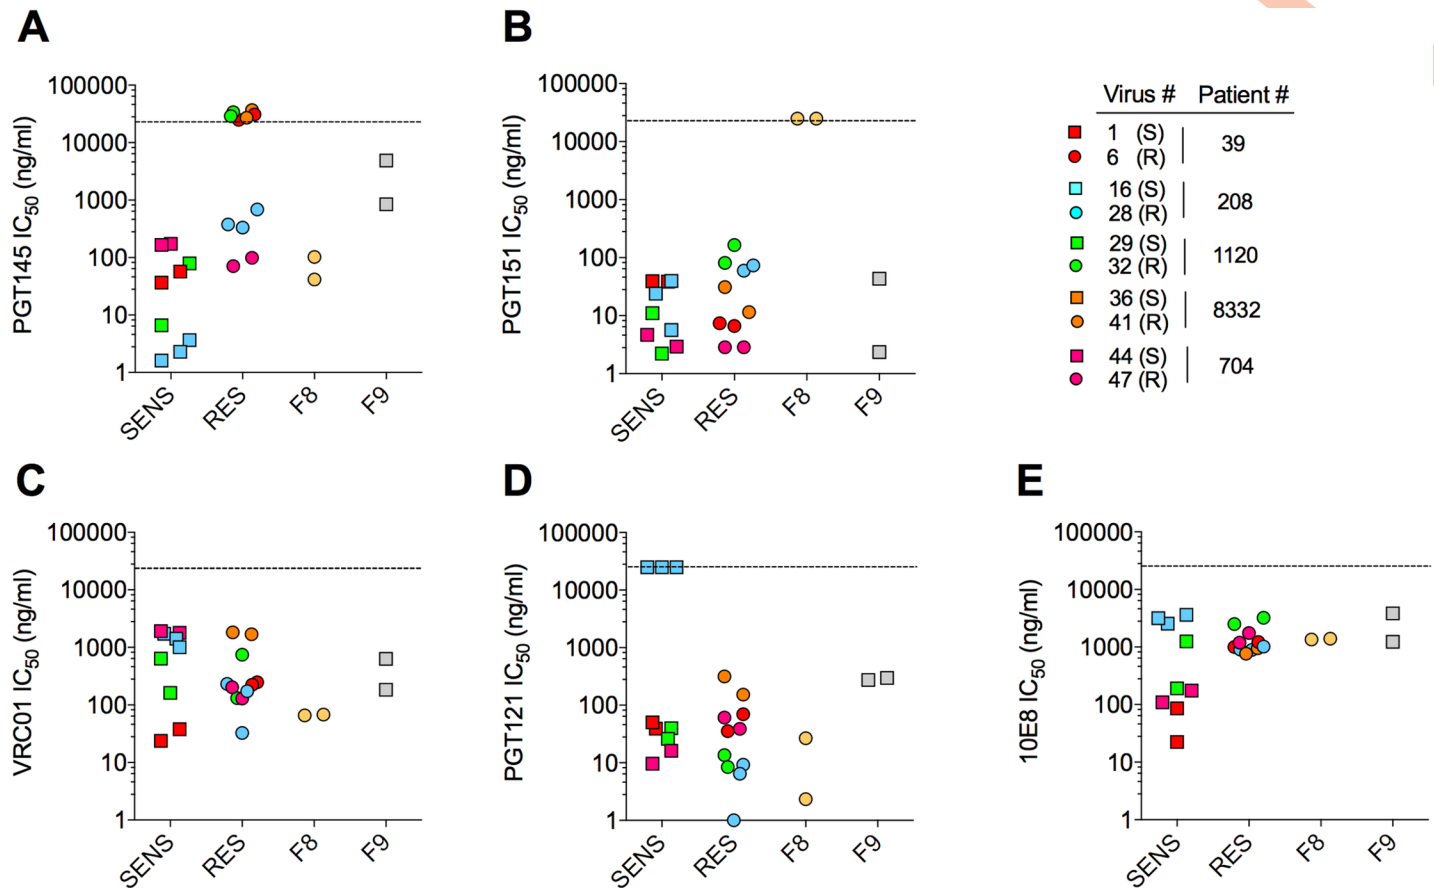 A
PGT145 IC50 (ng/ml)
100000
10000
1000
100
10
1
SENS
RES
F8
F9
B
PGT151 IC50 (ng/ml)
100000
10000
1000
100
10
1
SENS
RES
F8
F9
Virus # Patient #
1 (S)
6 (R)
39
16 (S)
28 (R)
208
29 (S)
32 (R)
1120
36 (S)
41 (R)
8332
44 (S)
47 (R)
704
C
VRC01 IC50 (ng/ml)
100000
10000
1000
100
10
1
SENS
RES
F8
F9
D
PGT121 IC50 (ng/ml)
100000
10000
1000
100
10
1
SENS
RES
F8
F9
E
10E8 IC50 (ng/ml)
100000
10000
1000
100
10
1
SENS
RES
F8
F9